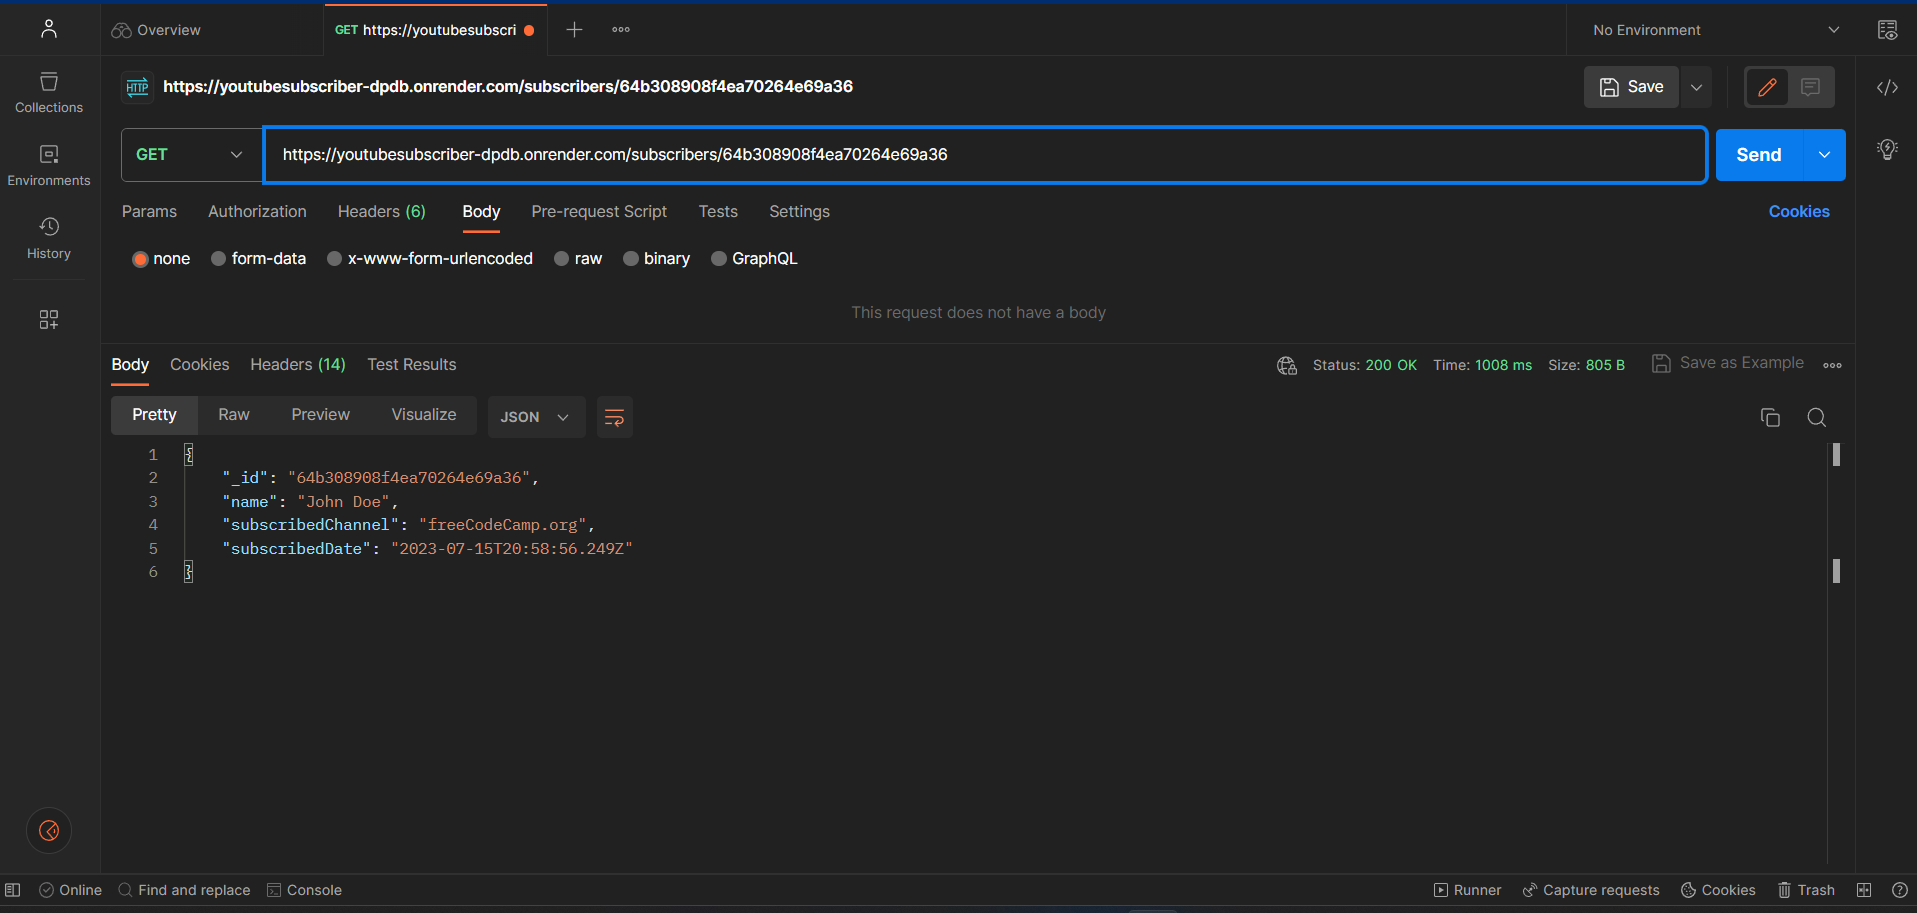 Overview
GET https://youtubesubscri
No Environment
HTTP https://youtubesubscriber-dpdb.onrender.com/subscribers/64b308908f4ea70264e69a36
Save
Collections
GET
https://youtubesubscriber-dpdb.onrender.com/subscribers/64b308908f4ea70264e69a36
Send
Environments
Params Authorization Headers (6) Body Pre-request Script Tests Settings Cookies
History
none form-data x-www-form-urlencoded raw binary GraphQL
This request does not have a body
Body Cookies Headers (14) Test Results Status: 200 OK Time: 1008 ms Size: 805 B Save as Example
Pretty Raw Preview Visualize JSON
1 {
2 "_id": "64b308908f4ea70264e69a36",
3 "name": "John Doe",
4 "subscribedChannel": "freeCodeCamp.org",
5 "subscribedDate": "2023-07-15T20:58:56.249Z"
6 }
Online Find and replace Console Runner Capture requests Cookies Trash